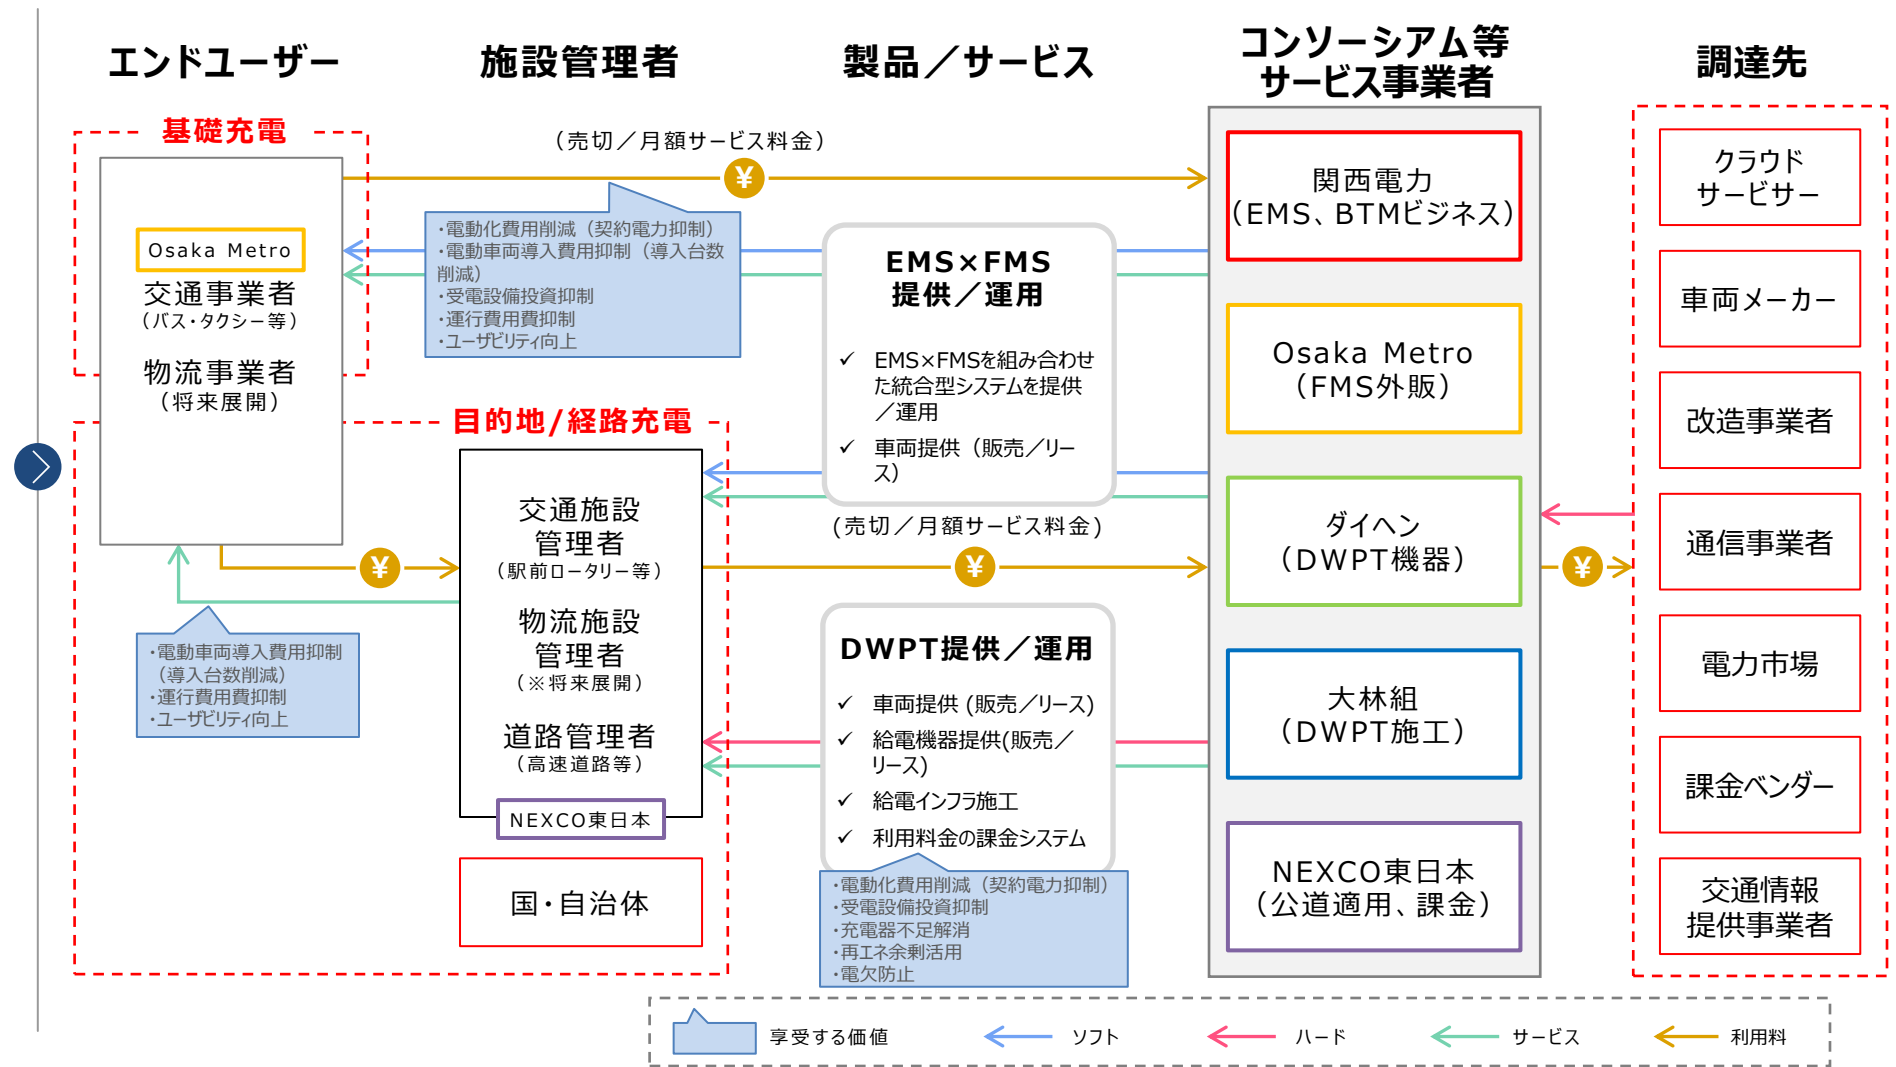 エンドユーザー
施設管理者
製品／サービス
コンソーシアム等
サービス事業者
調達先
基礎充電
Osaka Metro
交通事業者
（バス・タクシー等）
物流事業者
（将来展開）
（売切／月額サービス料金）
¥
・電動化費用削減（契約電力抑制）
・電動車両導入費用抑制（導入台数
削減）
・受電設備投資抑制
・運行費用費抑制
・ユーザビリティ向上
EMS×FMS
提供／運用
✓ EMS×FMSを組み合わせ
た統合型システムを提供
／運用
✓ 車両提供（販売／リー
ス）
目的地/経路充電
交通施設
管理者
（駅前ロータリー等）
物流施設
管理者
（※将来展開）
道路管理者
（高速道路等）
NEXCO東日本
国・自治体
¥
・電動車両導入費用抑制
（導入台数削減）
・運行費用費抑制
・ユーザビリティ向上
(売切／月額サービス料金)
¥
DWPT提供／運用
✓ 車両提供 (販売／リース)
✓ 給電機器提供(販売／
リース)
✓ 給電インフラ施工
✓ 利用料金の課金システム
・電動化費用削減（契約電力抑制）
・受電設備投資抑制
・充電器不足解消
・再エネ余剰活用
・電欠防止
関西電力
（EMS、BTMビジネス）
Osaka Metro
（FMS外販）
ダイヘン
（DWPT機器）
大林組
（DWPT施工）
NEXCO東日本
（公道適用、課金）
¥
クラウド
サービサー
車両メーカー
改造事業者
通信事業者
電力市場
課金ベンダー
交通情報
提供事業者
享受する価値
ソフト
ハード
サービス
利用料